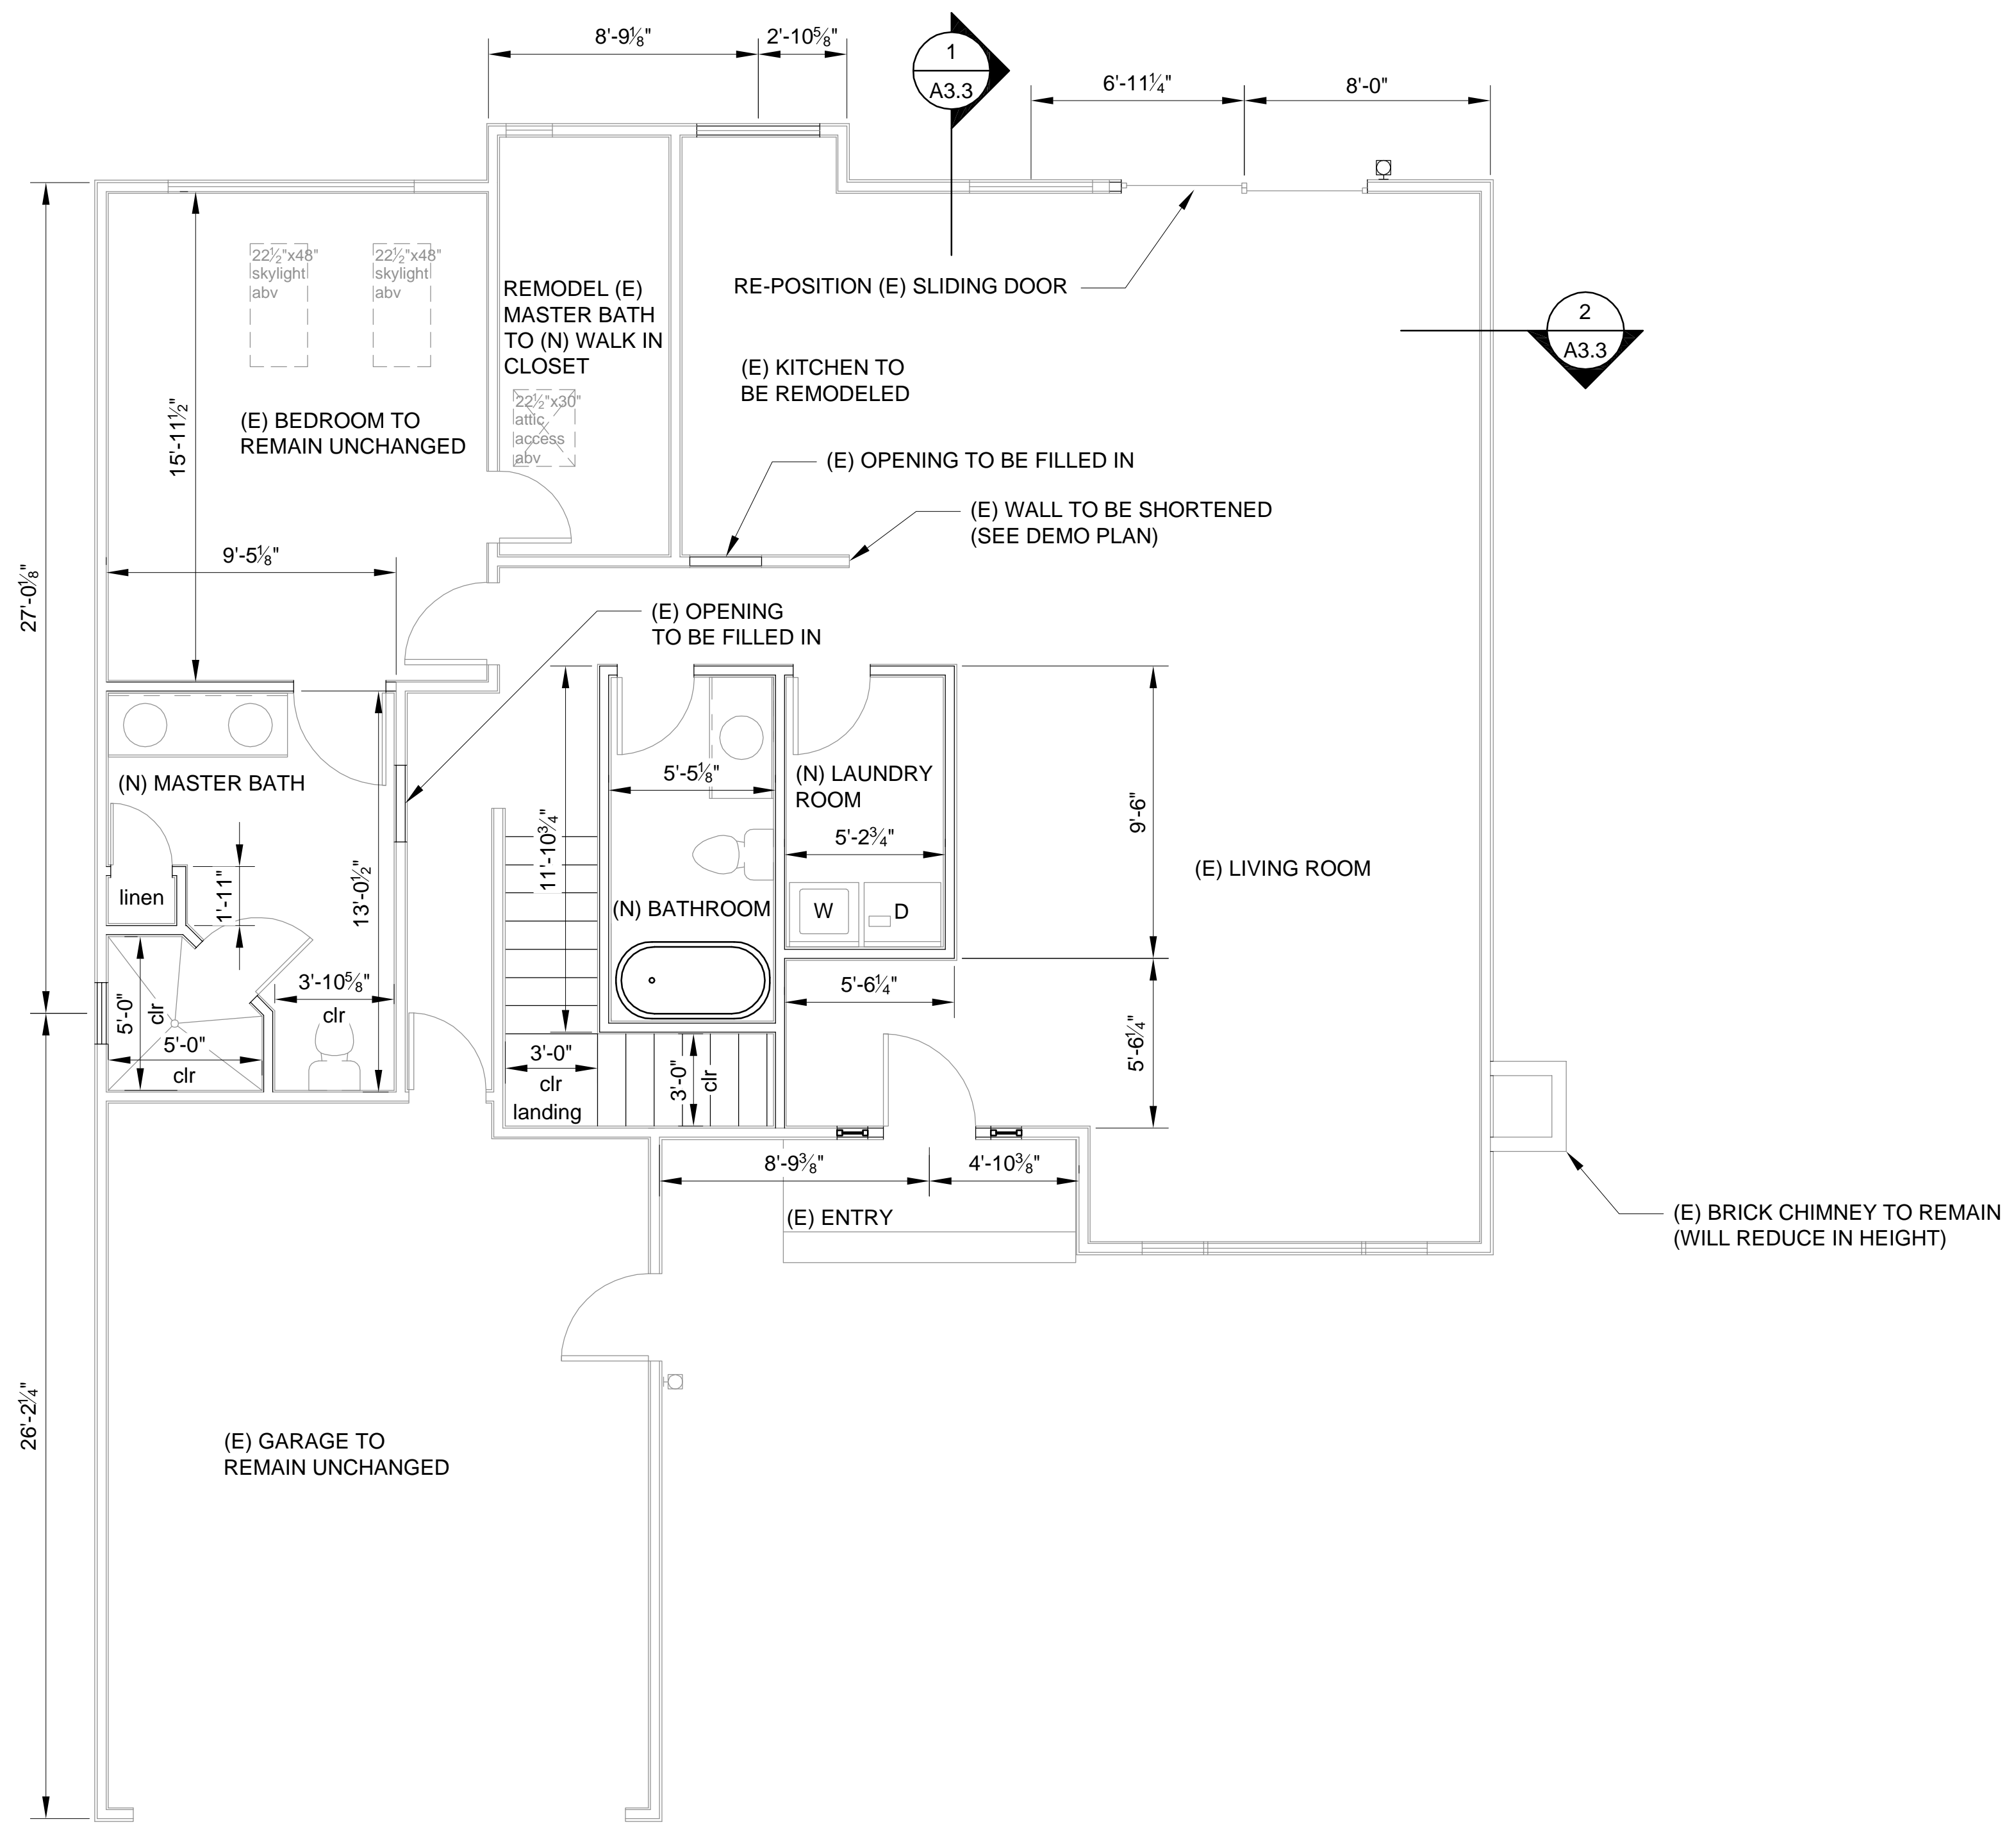 8'-9⅛"
2'-10⅝"
1
A3.3
6'-11¼"
8'-0"
22½"x48"
skylight
abv
22½"x48"
skylight
abv
REMODEL (E)
MASTER BATH
TO (N) WALK IN
CLOSET
RE-POSITION (E) SLIDING DOOR
2
A3.3
(E) KITCHEN TO
BE REMODELED
22½"x30"
attic
access
abv
15'-11½"
(E) BEDROOM TO
REMAIN UNCHANGED
(E) OPENING TO BE FILLED IN
(E) WALL TO BE SHORTENED
(SEE DEMO PLAN)
9'-5⅛"
27'-0⅛"
(E) OPENING
TO BE FILLED IN
(N) MASTER BATH
5'-5⅛"
(N) LAUNDRY
ROOM
5'-2¾"
11'-10¾"
9'-6"
(E) LIVING ROOM
linen
1'-11"
13'-0½"
(N) BATHROOM
W
D
3'-10⅝"
clr
5'-0"
clr
5'-0"
clr
5'-6¼"
5'-6¼"
3'-0"
clr
landing
3'-0"
clr
8'-9⅜"
4'-10⅜"
(E) ENTRY
(E) BRICK CHIMNEY TO REMAIN
(WILL REDUCE IN HEIGHT)
26'-2¼"
(E) GARAGE TO
REMAIN UNCHANGED